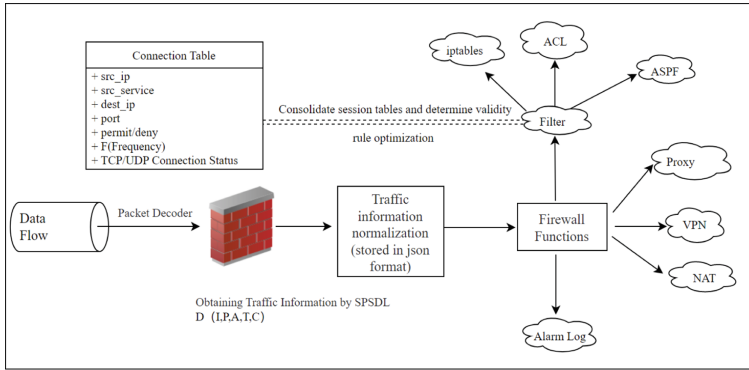 Connection Table
+ src_ip
+ src_service
+ dest_ip
+ port
+ permit/deny
+ F(Frequency)
+ TCP/UDP Connection Status
iptables
ACL
ASPF
Consolidate session tables and determine validity
rule optimization
Filter
Data
Flow
Packet Decoder
Traffic
information
normalization
(stored in json
format)
Firewall
Functions
Proxy
VPN
NAT
Obtaining Traffic Information by SPSDL
D（I,P,A,T,C）
Alarm Log